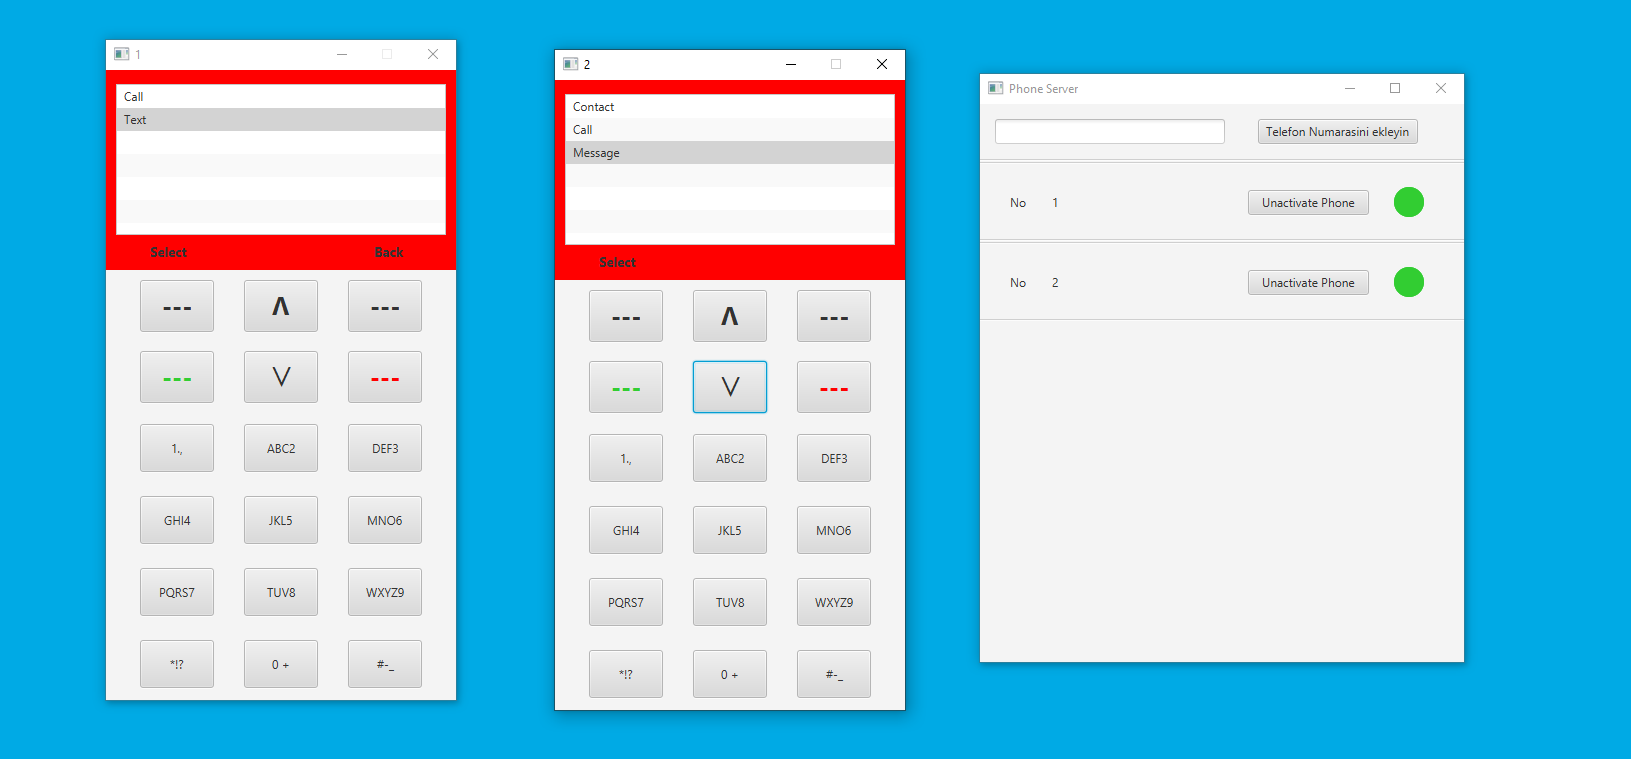 1
Call
Text
Select Back
--- Λ ---
--- V ---
1., ABC2 DEF3
GHI4 JKL5 MNO6
PQRS7 TUV8 WXYZ9
*!? 0 + #-_
2
Contact
Call
Message
Select
--- Λ ---
--- V ---
1., ABC2 DEF3
GHI4 JKL5 MNO6
PQRS7 TUV8 WXYZ9
*!? 0 + #-_
Phone Server
Telefon Numarasini ekleyin
No 1 Unactivate Phone
No 2 Unactivate Phone